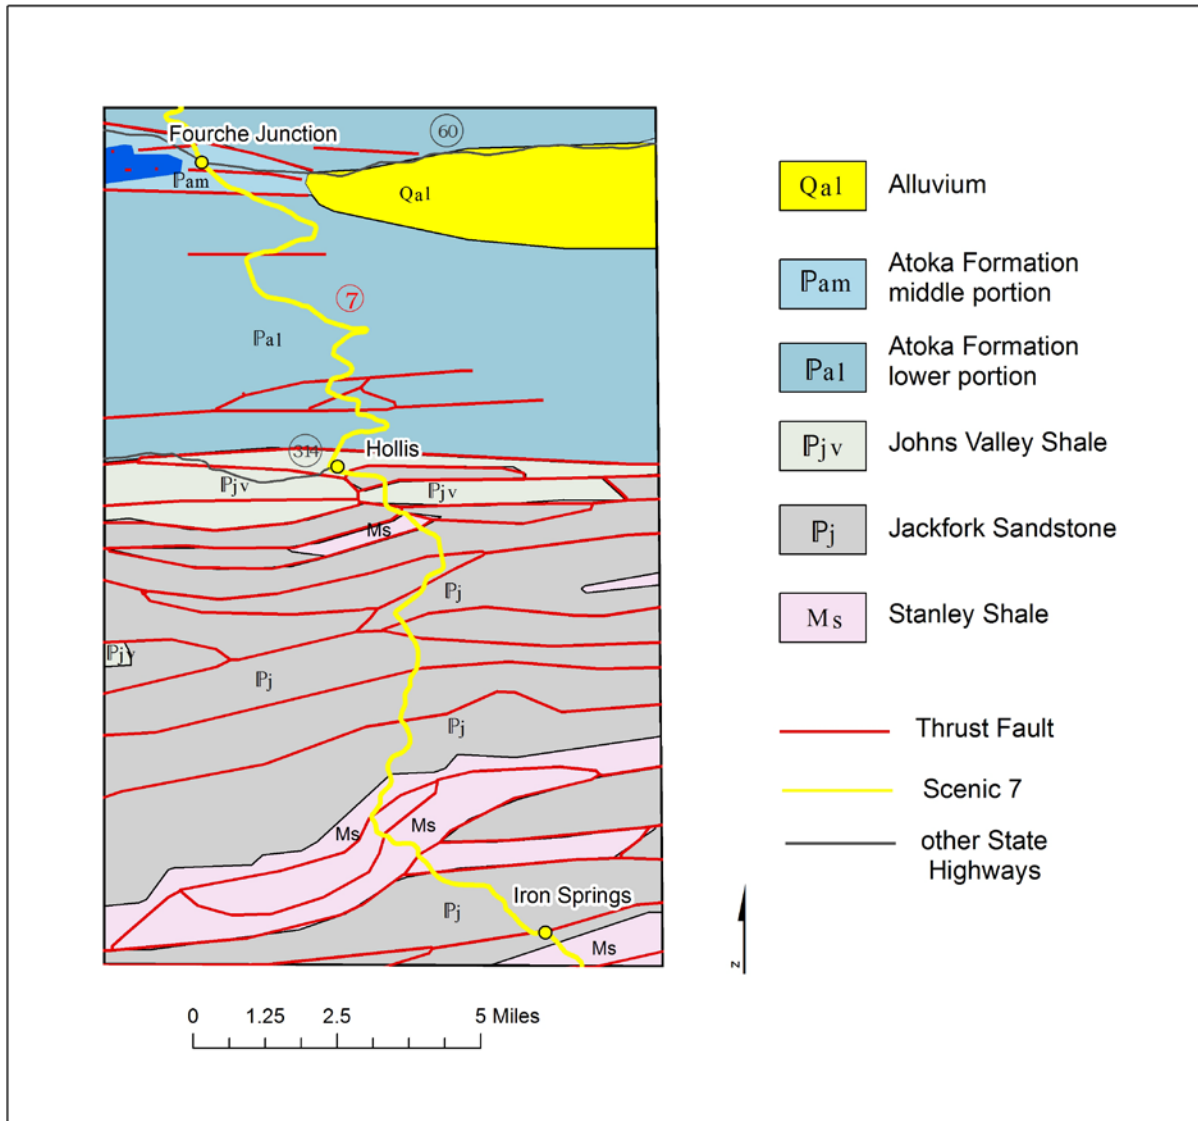 Fourche Junction
60
ℙam
Qal
7
ℙal
314
Hollis
ℙjv
ℙjv
Ms
ℙj
ℙjv
ℙj
ℙj
Ms
Ms
Iron Springs
ℙj
Ms
0 1.25 2.5 5 Miles
Qal Alluvium
ℙam Atoka Formation
middle portion
ℙal Atoka Formation
lower portion
ℙjv Johns Valley Shale
ℙj Jackfork Sandstone
Ms Stanley Shale
Thrust Fault
Scenic 7
other State
Highways
N